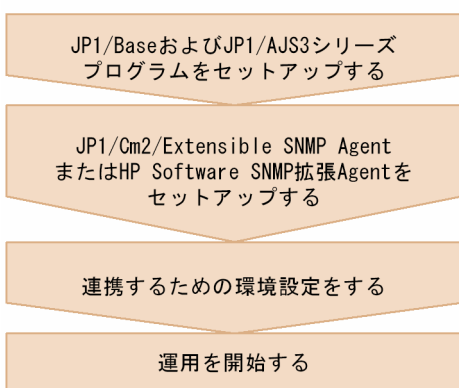 JP1/BaseおよびJP1/AJS3シリーズ
プログラムをセットアップする
JP1/Cm2/Extensible SNMP Agent
またはHP Software SNMP拡張Agentを
セットアップする
連携するための環境設定をする
運用を開始する